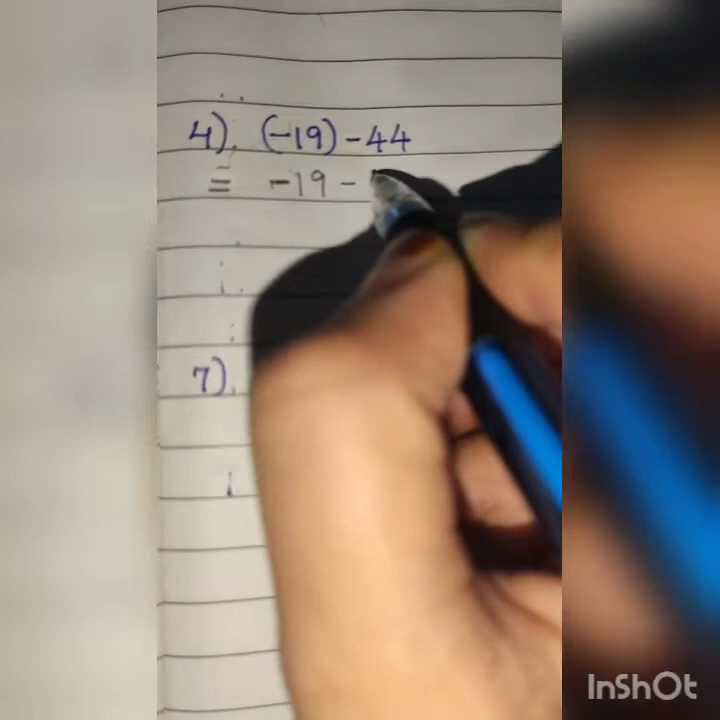 4). (-19) - 44
= -19 -
7).
InShOt